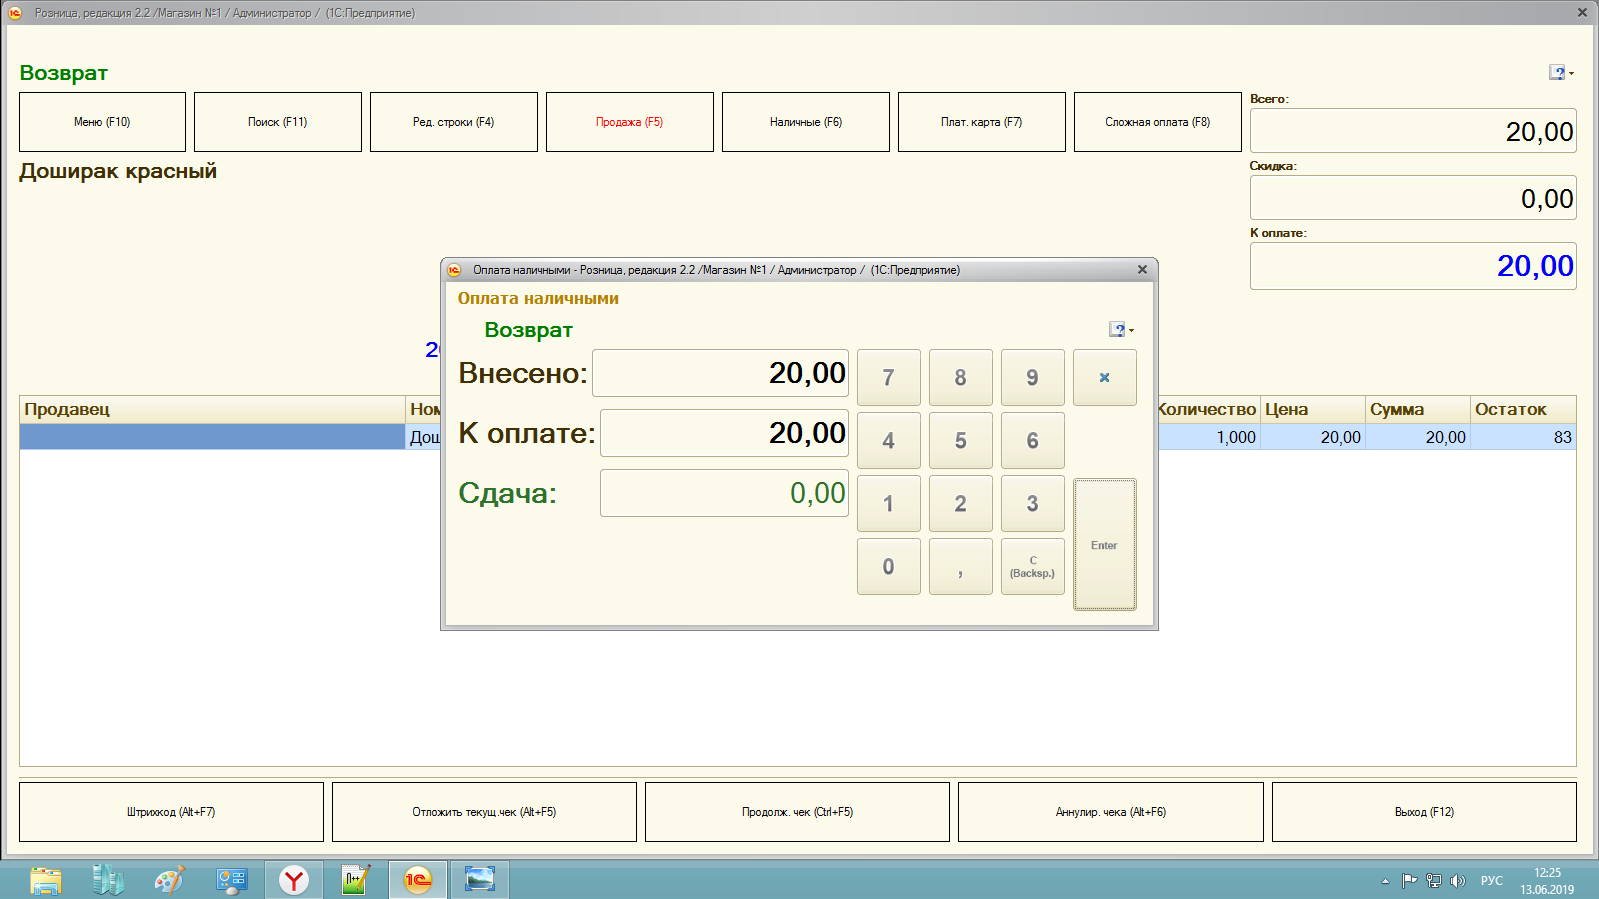 Розница, редакция 2.2 /Магазин №1 / Администратор / (1С:Предприятие)
Возврат
Меню (F10)
Поиск (F11)
Ред. строки (F4)
Продажа (F5)
Наличные (F6)
Плат. карта (F7)
Сложная оплата (F8)
Всего:
20,00
Скидка:
0,00
К оплате:
20,00
Доширак красный
Оплата наличными - Розница, редакция 2.2 /Магазин №1 / Администратор / (1С:Предприятие)
Оплата наличными
Возврат
Внесено: 20,00
К оплате: 20,00
Сдача: 0,00
7 8 9
4 5 6
1 2 3
0 , C (Backsp.)
Enter
Продавец Ном Количество Цена Сумма Остаток
Дош 1,000 20,00 20,00 83
Штрихкод (Alt+F7)
Отложить текущ.чек (Alt+F5)
Продолж. чек (Ctrl+F5)
Аннулир. чека (Alt+F6)
Выход (F12)
РУС
12:25
13.06.2019